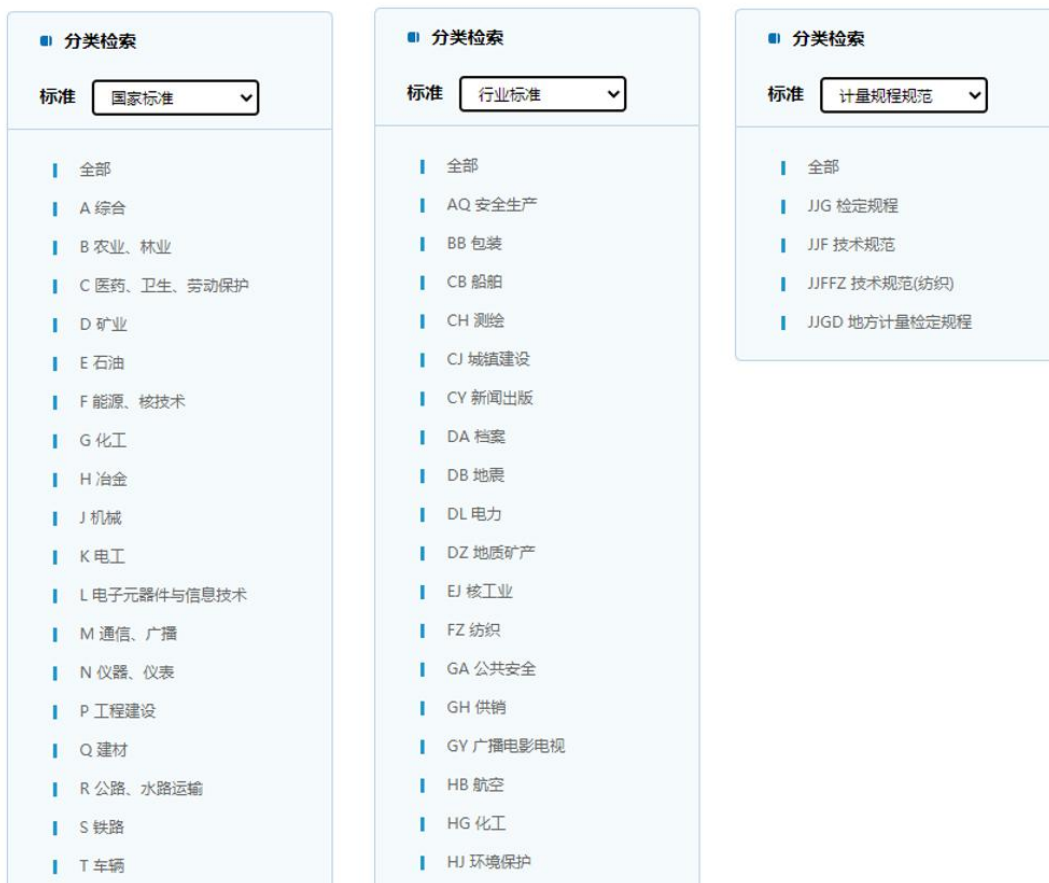 分类检索
标准 国家标准
全部
A 综合
B 农业、林业
C 医药、卫生、劳动保护
D 矿业
E 石油
F 能源、核技术
G 化工
H 冶金
J 机械
K 电工
L 电子元器件与信息技术
M 通信、广播
N 仪器、仪表
P 工程建设
Q 建材
R 公路、水路运输
S 铁路
T 车辆
分类检索
标准 行业标准
全部
AQ 安全生产
BB 包装
CB 船舶
CH 测绘
CJ 城镇建设
CY 新闻出版
DA 档案
DB 地震
DL 电力
DZ 地质矿产
EJ 核工业
FZ 纺织
GA 公共安全
GH 供销
GY 广播电影电视
HB 航空
HG 化工
HJ 环境保护
分类检索
标准 计量规程规范
全部
JJG 检定规程
JJF 技术规范
JJFFZ 技术规范(纺织)
JJGD 地方计量检定规程